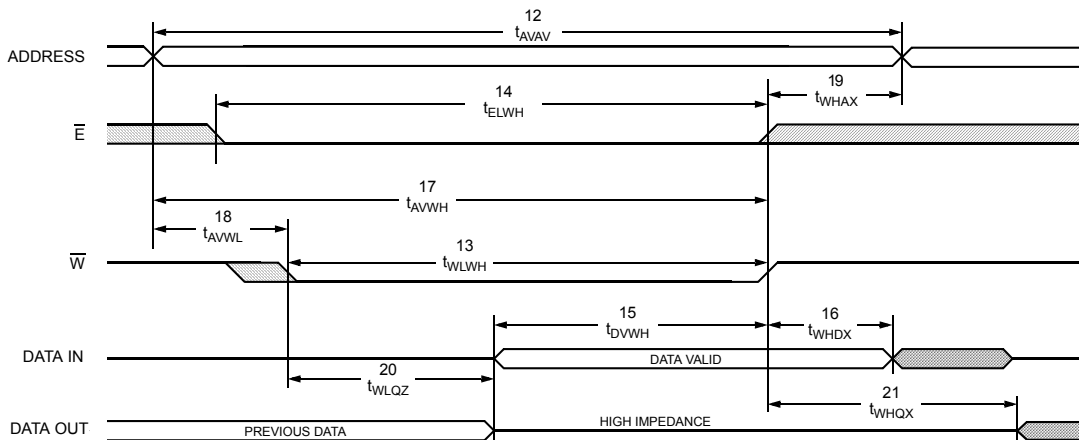 12
tAVAV
ADDRESS
19
tWHAX
14
tELWH
E
17
tAVWH
18
tAVWL
13
tWLWH
W
15
tDVWH
16
tWHDX
DATA IN
DATA VALID
20
tWLQZ
21
tWHQX
DATA OUT
PREVIOUS DATA
HIGH IMPEDANCE